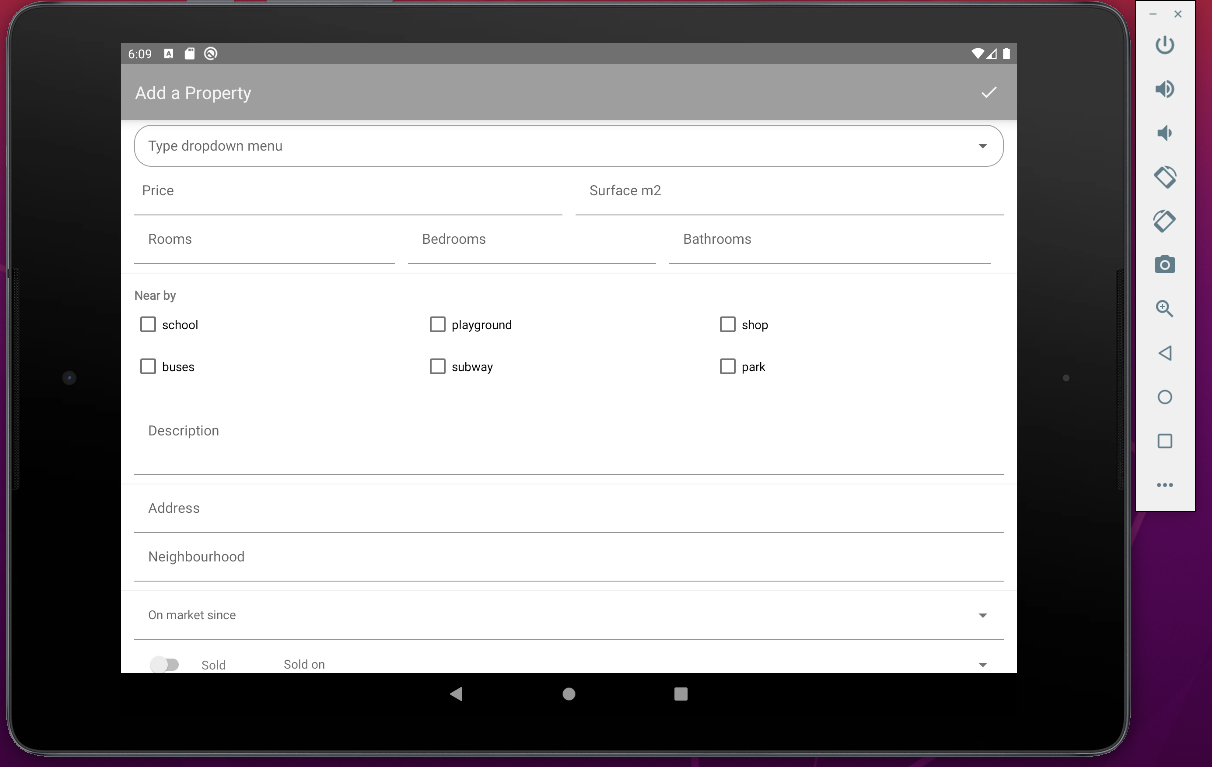 6:09
Add a Property
Type dropdown menu
Price Surface m2
Rooms Bedrooms Bathrooms
Near by
school playground shop
buses subway park
Description
Address
Neighbourhood
On market since
Sold Sold on